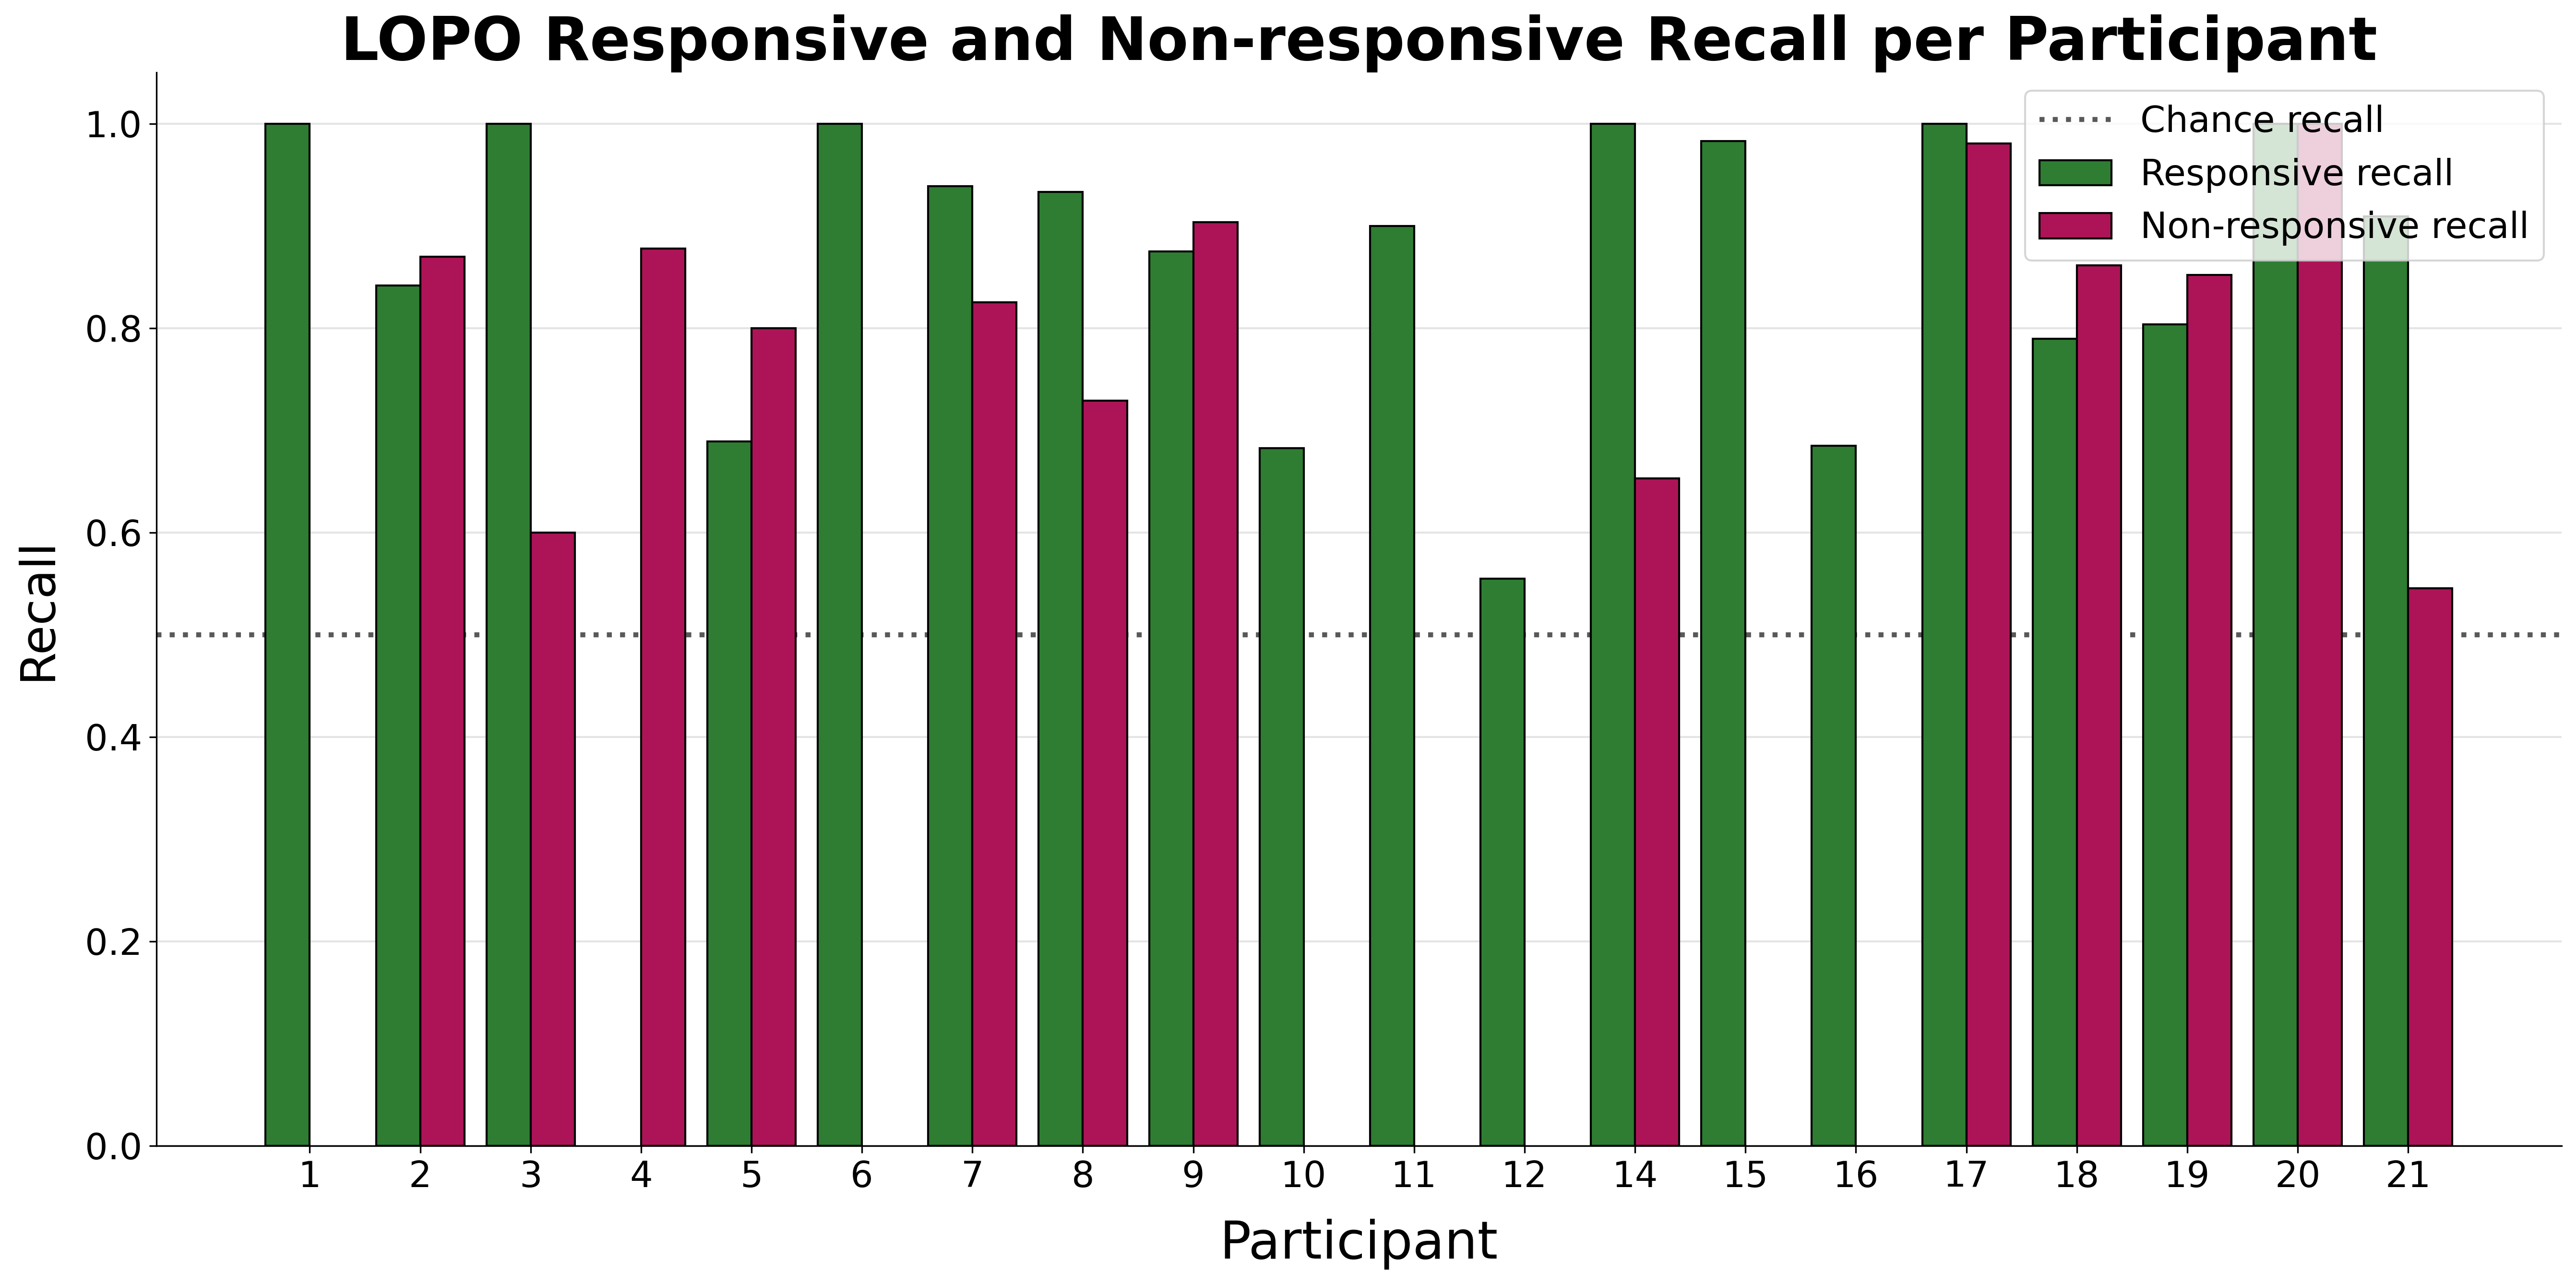 LOPO Responsive and Non-responsive Recall per Participant
Chance recall
Responsive recall
Non-responsive recall
1.0
0.8
0.6
0.4
0.2
0.0
Recall
1 2 3 4 5 6 7 8 9 10 11 12 14 15 16 17 18 19 20 21
Participant